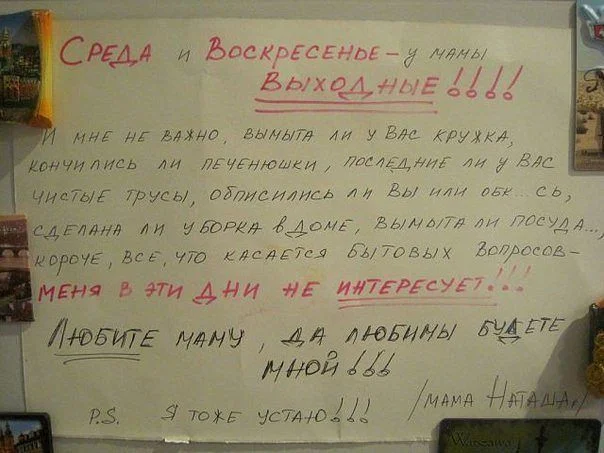 Среда и Воскресенье – у мамы
Выходные!!!!
И мне не важно, вымыта ли у Вас кружка,
кончились ли печенюшки, последние ли у Вас
чистые трусы, обписились ли Вы или обк... сь,
сделана ли уборка в доме, вымыта ли посуда...,
короче, всё, что касается бытовых вопросов –
меня в эти дни не интересует!!!
Любите маму, да любимы будете
мной!!!
P.S. Я тоже устаю!!!
/мама Наташа/
Warszawa